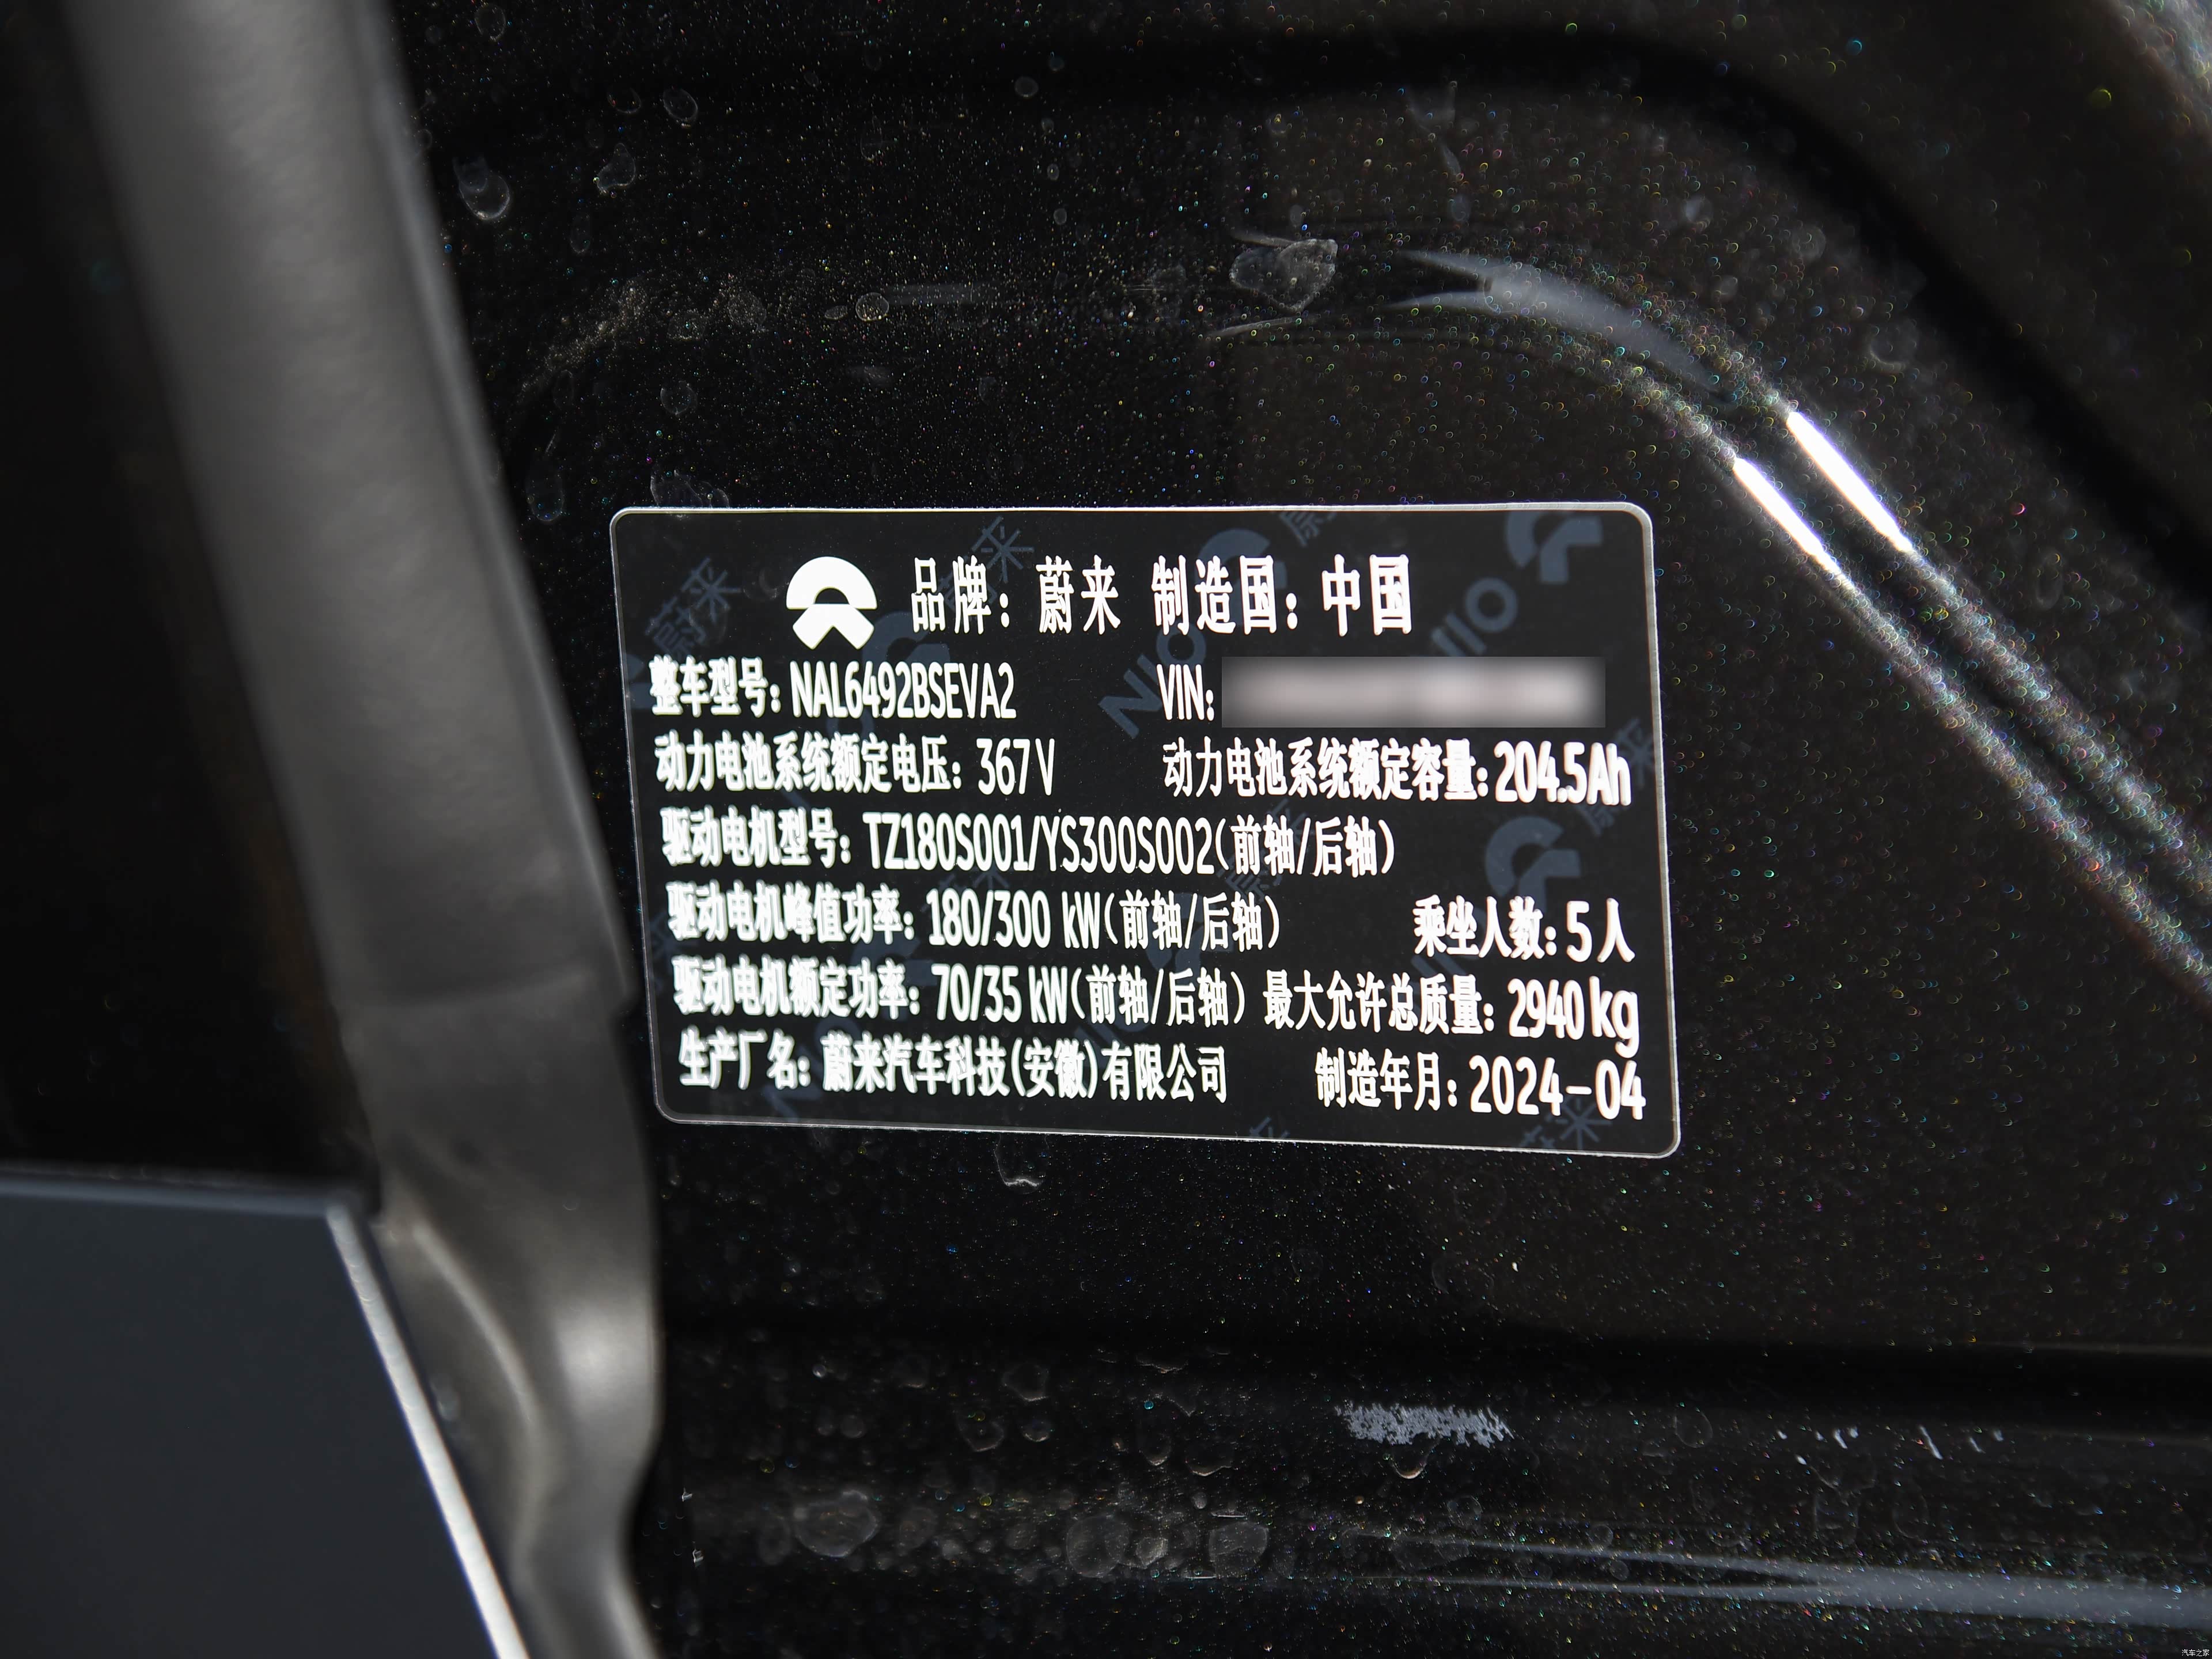 品牌：蔚来 制造国：中国
整车型号：NAL6492BSEVA2 VIN:
动力电池系统额定电压：367V 动力电池系统额定容量：204.5Ah
驱动电机型号：TZ180S001/YS300S002(前轴/后轴)
驱动电机峰值功率：180/300 kW(前轴/后轴) 乘坐人数：5人
驱动电机额定功率：70/35 kW(前轴/后轴) 最大允许总质量：2940kg
生产厂名：蔚来汽车科技(安徽)有限公司 制造年月：2024-04
汽车之家